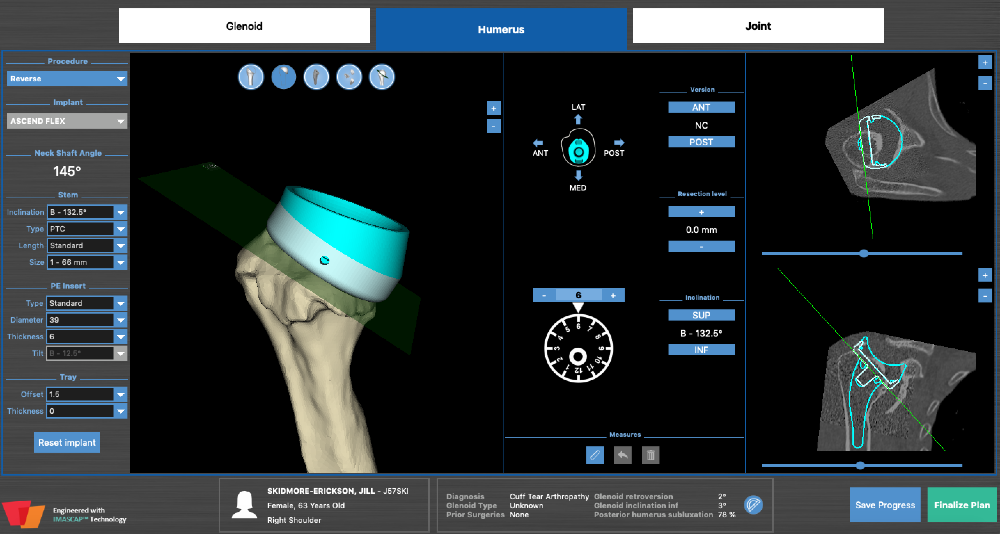 Glenoid
Humerus
Joint
Procedure
Reverse
Implant
ASCEND FLEX
Neck Shaft Angle
145°
Stem
Inclination B - 132.5°
Type PTC
Length Standard
Size 1 - 66 mm
PE Insert
Type Standard
Diameter 39
Thickness 6
Tilt B - 12.5°
Tray
Offset 1.5
Thickness 0
Reset implant
+
-
LAT
ANT
POST
MED
- 6 +
1 2 3 4 5 6 7 8 9 10 11 12
Version
ANT
NC
POST
Resection level
+
0.0 mm
-
Inclination
SUP
B - 132.5°
INF
Measures
+
-
+
-
Engineered with
IMASCAP™ Technology
SKIDMORE-ERICKSON, JILL - J57SKI
Female, 63 Years Old
Right Shoulder
Diagnosis Cuff Tear Arthropathy
Glenoid Type Unknown
Prior Surgeries None
Glenoid retroversion 2°
Glenoid inclination inf 3°
Posterior humerus subluxation 78 %
Save Progress
Finalize Plan